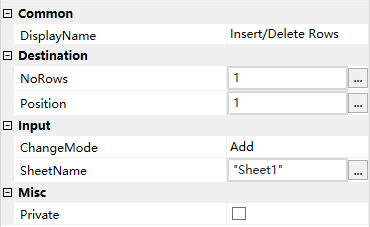 Common
DisplayName Insert/Delete Rows
Destination
NoRows 1 ...
Position 1 ...
Input
ChangeMode Add
SheetName "Sheet1" ...
Misc
Private